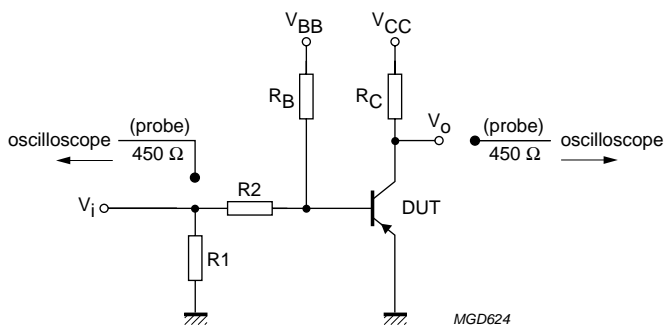 VBB
VCC
RB
RC
Vo
(probe)
450 Ω
oscilloscope
(probe)
450 Ω
oscilloscope
R2
DUT
Vi
R1
MGD624